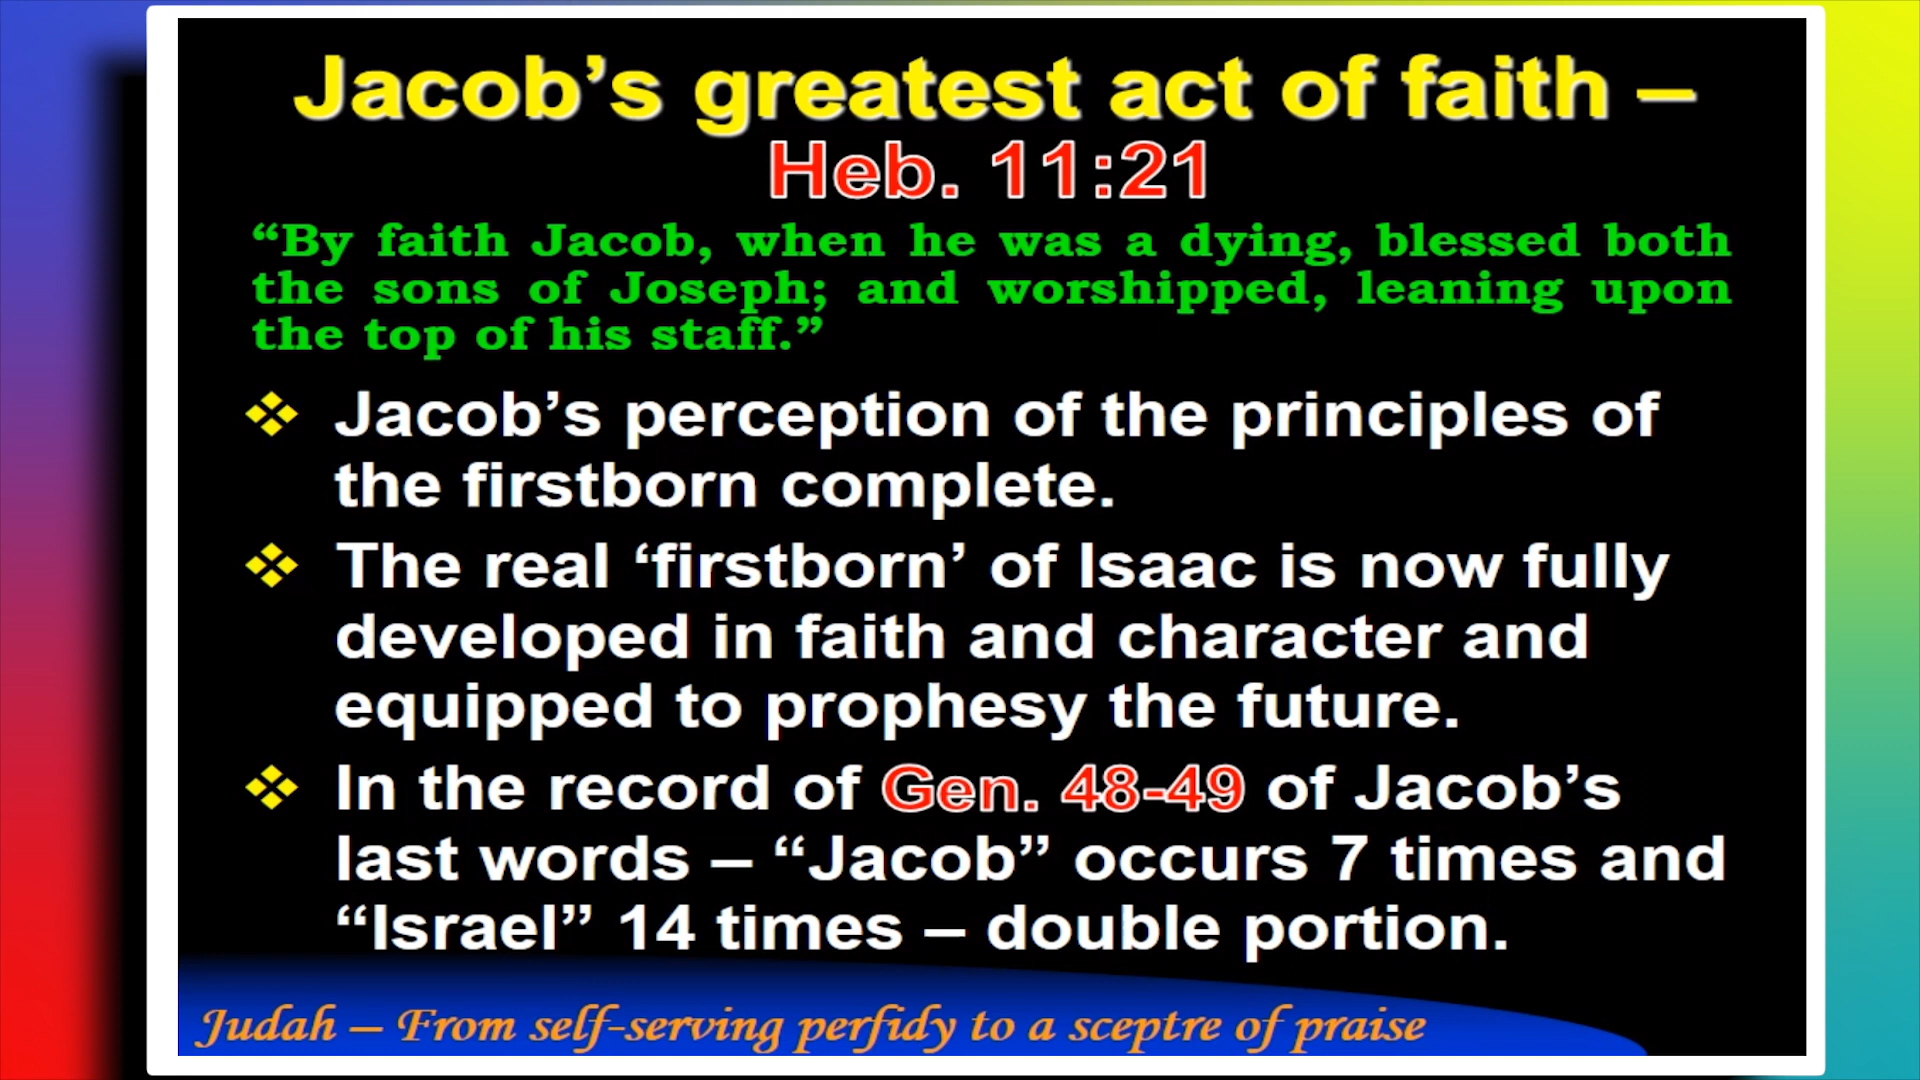 Jacob’s greatest act of faith –
Heb. 11:21
“By faith Jacob, when he was a dying, blessed both
the sons of Joseph; and worshipped, leaning upon
the top of his staff.”
❖ Jacob’s perception of the principles of
the firstborn complete.
❖ The real ‘firstborn’ of Isaac is now fully
developed in faith and character and
equipped to prophesy the future.
❖ In the record of Gen. 48-49 of Jacob’s
last words – “Jacob” occurs 7 times and
“Israel” 14 times – double portion.
Judah – From self-serving perfidy to a sceptre of praise